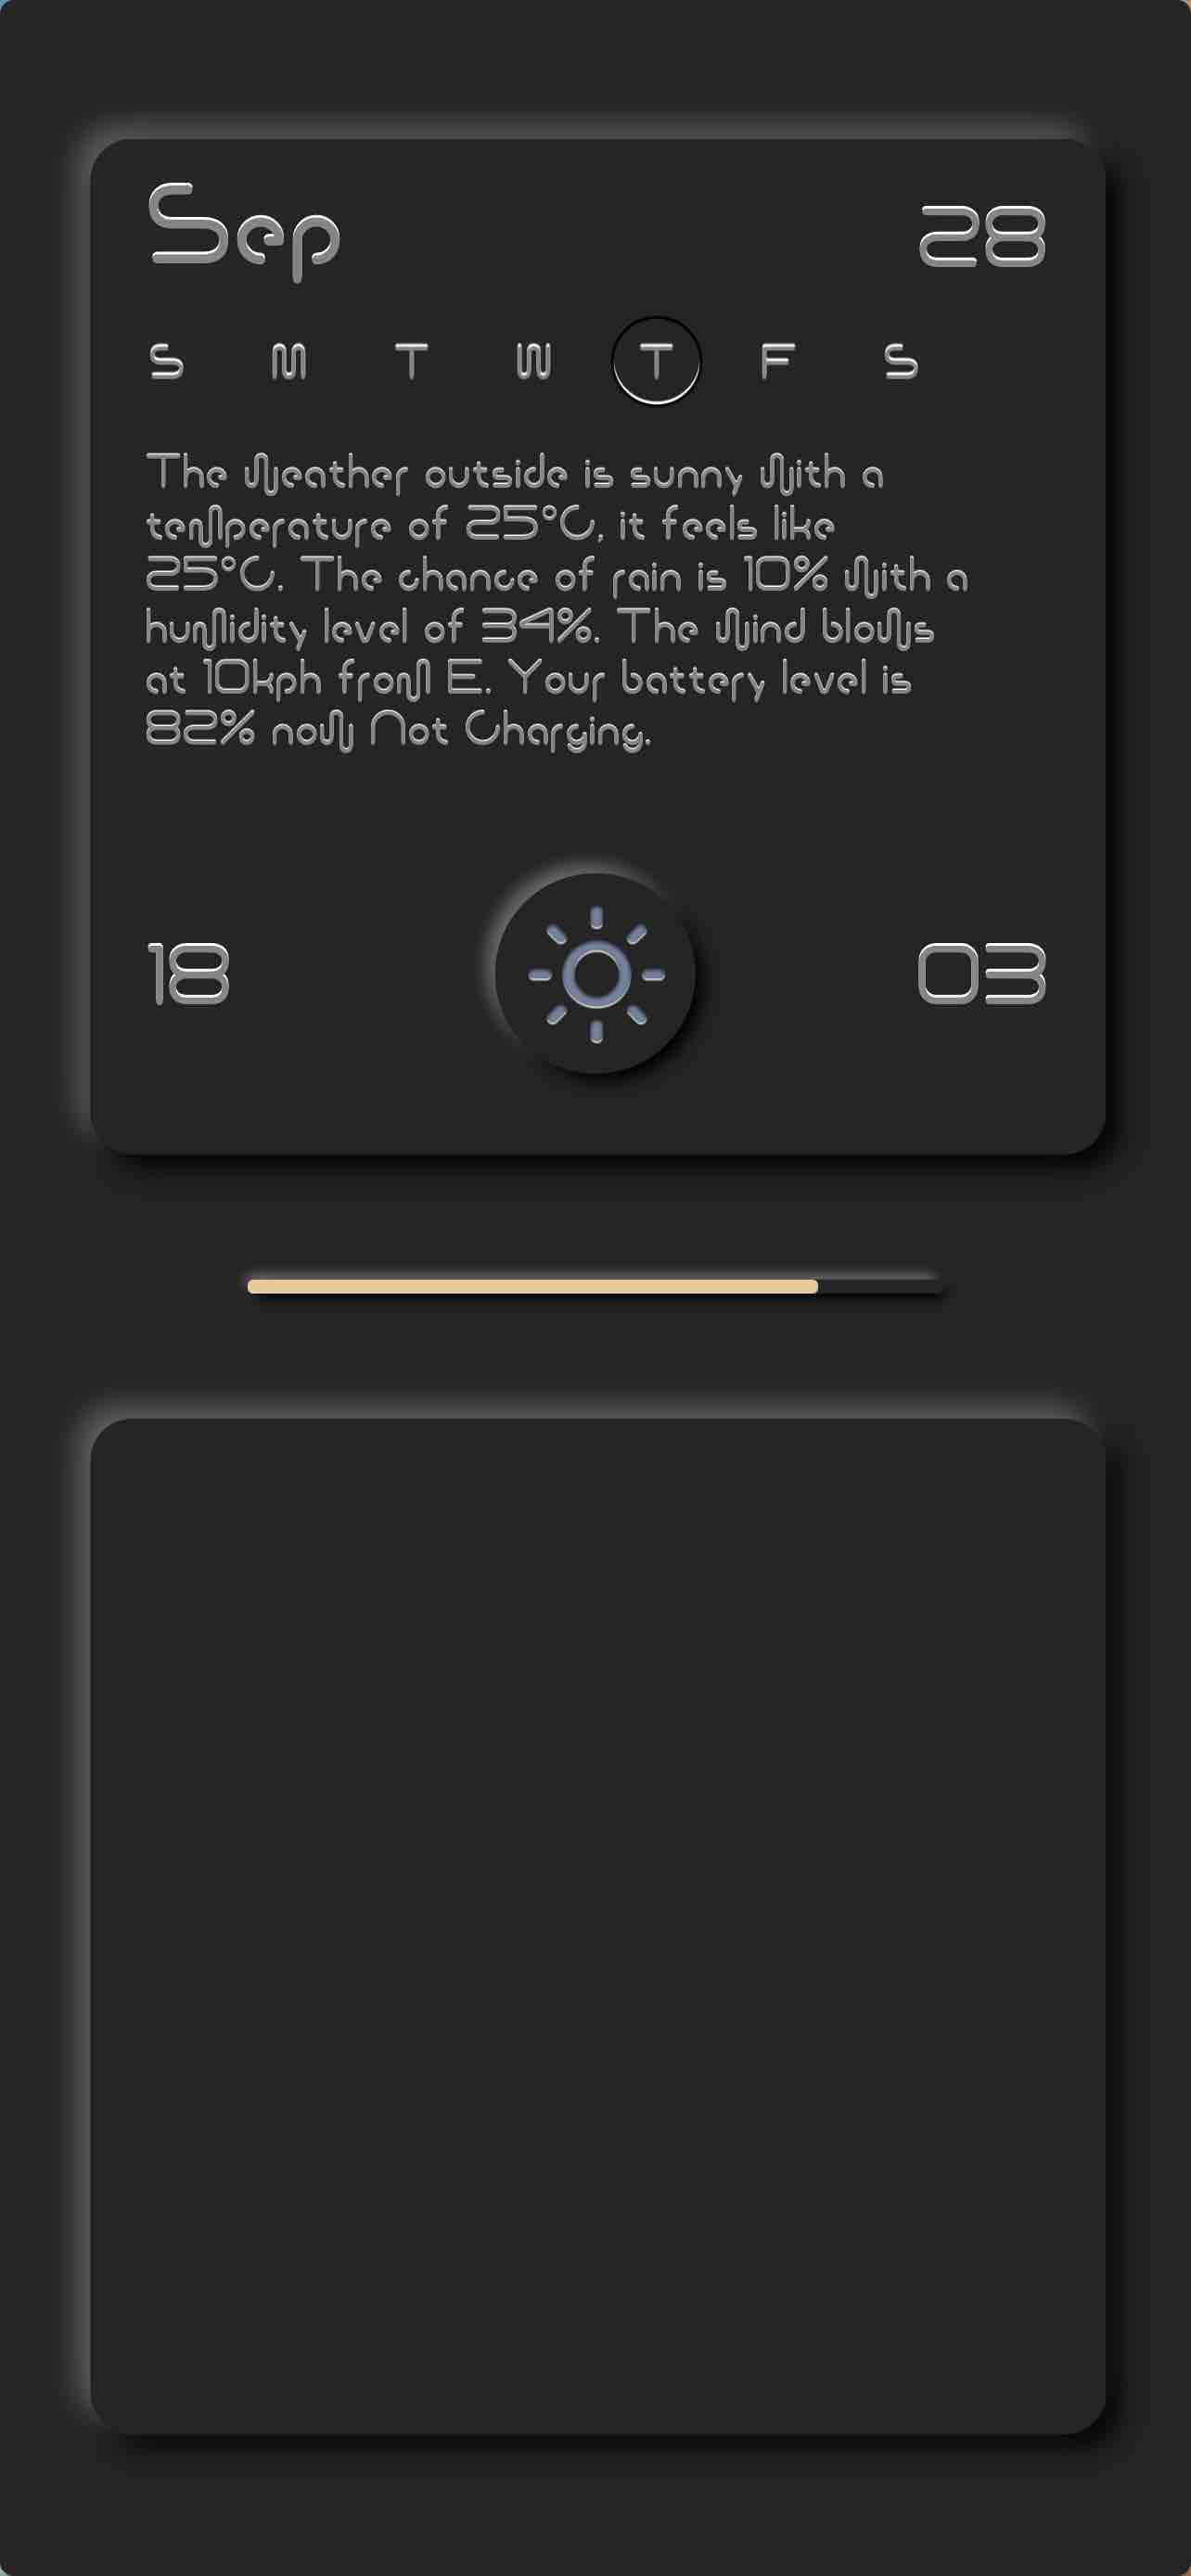 Sep 28
S M T W T F S
The weather outside is sunny with a
temperature of 25°C, it feels like
25°C. The chance of rain is 10% with a
humidity level of 34%. The wind blows
at 10kph from E. Your battery level is
82% now Not Charging.
18 03